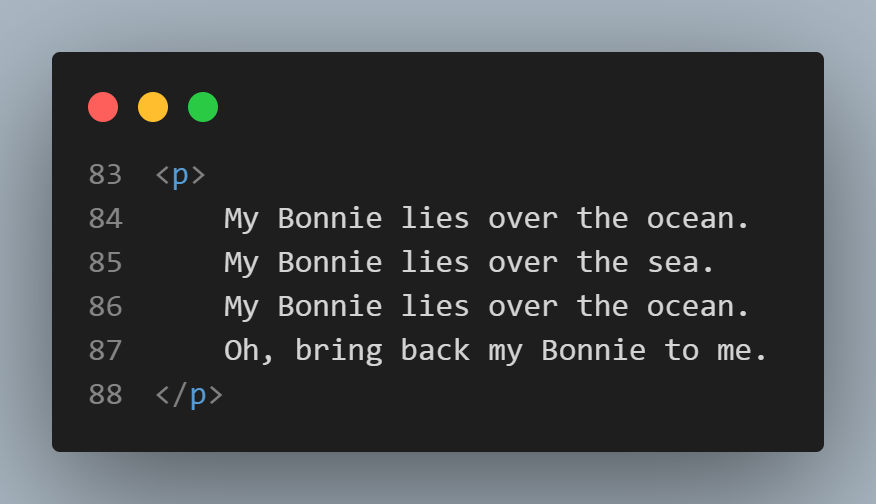 83 <p>
84     My Bonnie lies over the ocean.
85     My Bonnie lies over the sea.
86     My Bonnie lies over the ocean.
87     Oh, bring back my Bonnie to me.
88 </p>